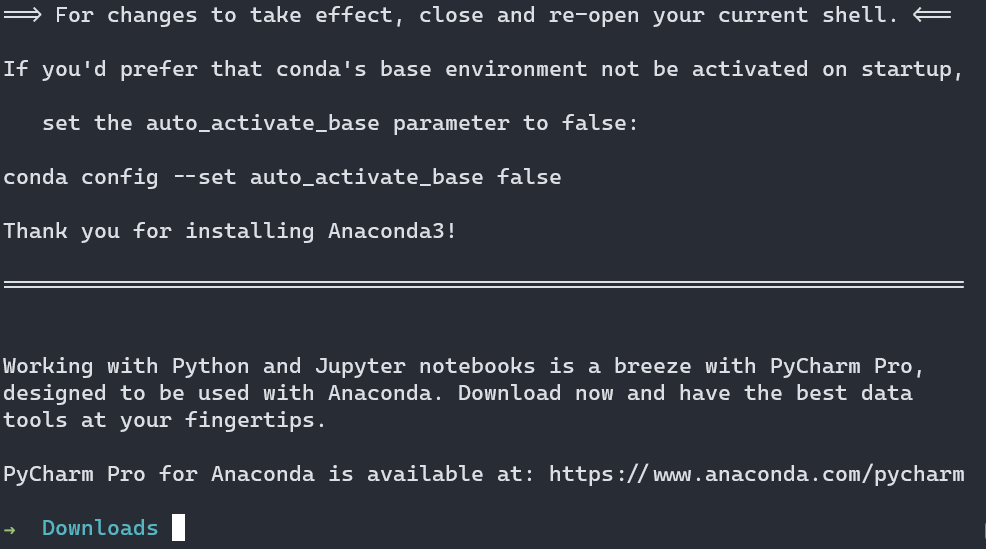 ==> For changes to take effect, close and re-open your current shell. <==
If you'd prefer that conda's base environment not be activated on startup,
set the auto_activate_base parameter to false:
conda config --set auto_activate_base false
Thank you for installing Anaconda3!
===========================================================================
Working with Python and Jupyter notebooks is a breeze with PyCharm Pro,
designed to be used with Anaconda. Download now and have the best data
tools at your fingertips.
PyCharm Pro for Anaconda is available at: https://www.anaconda.com/pycharm
→ Downloads